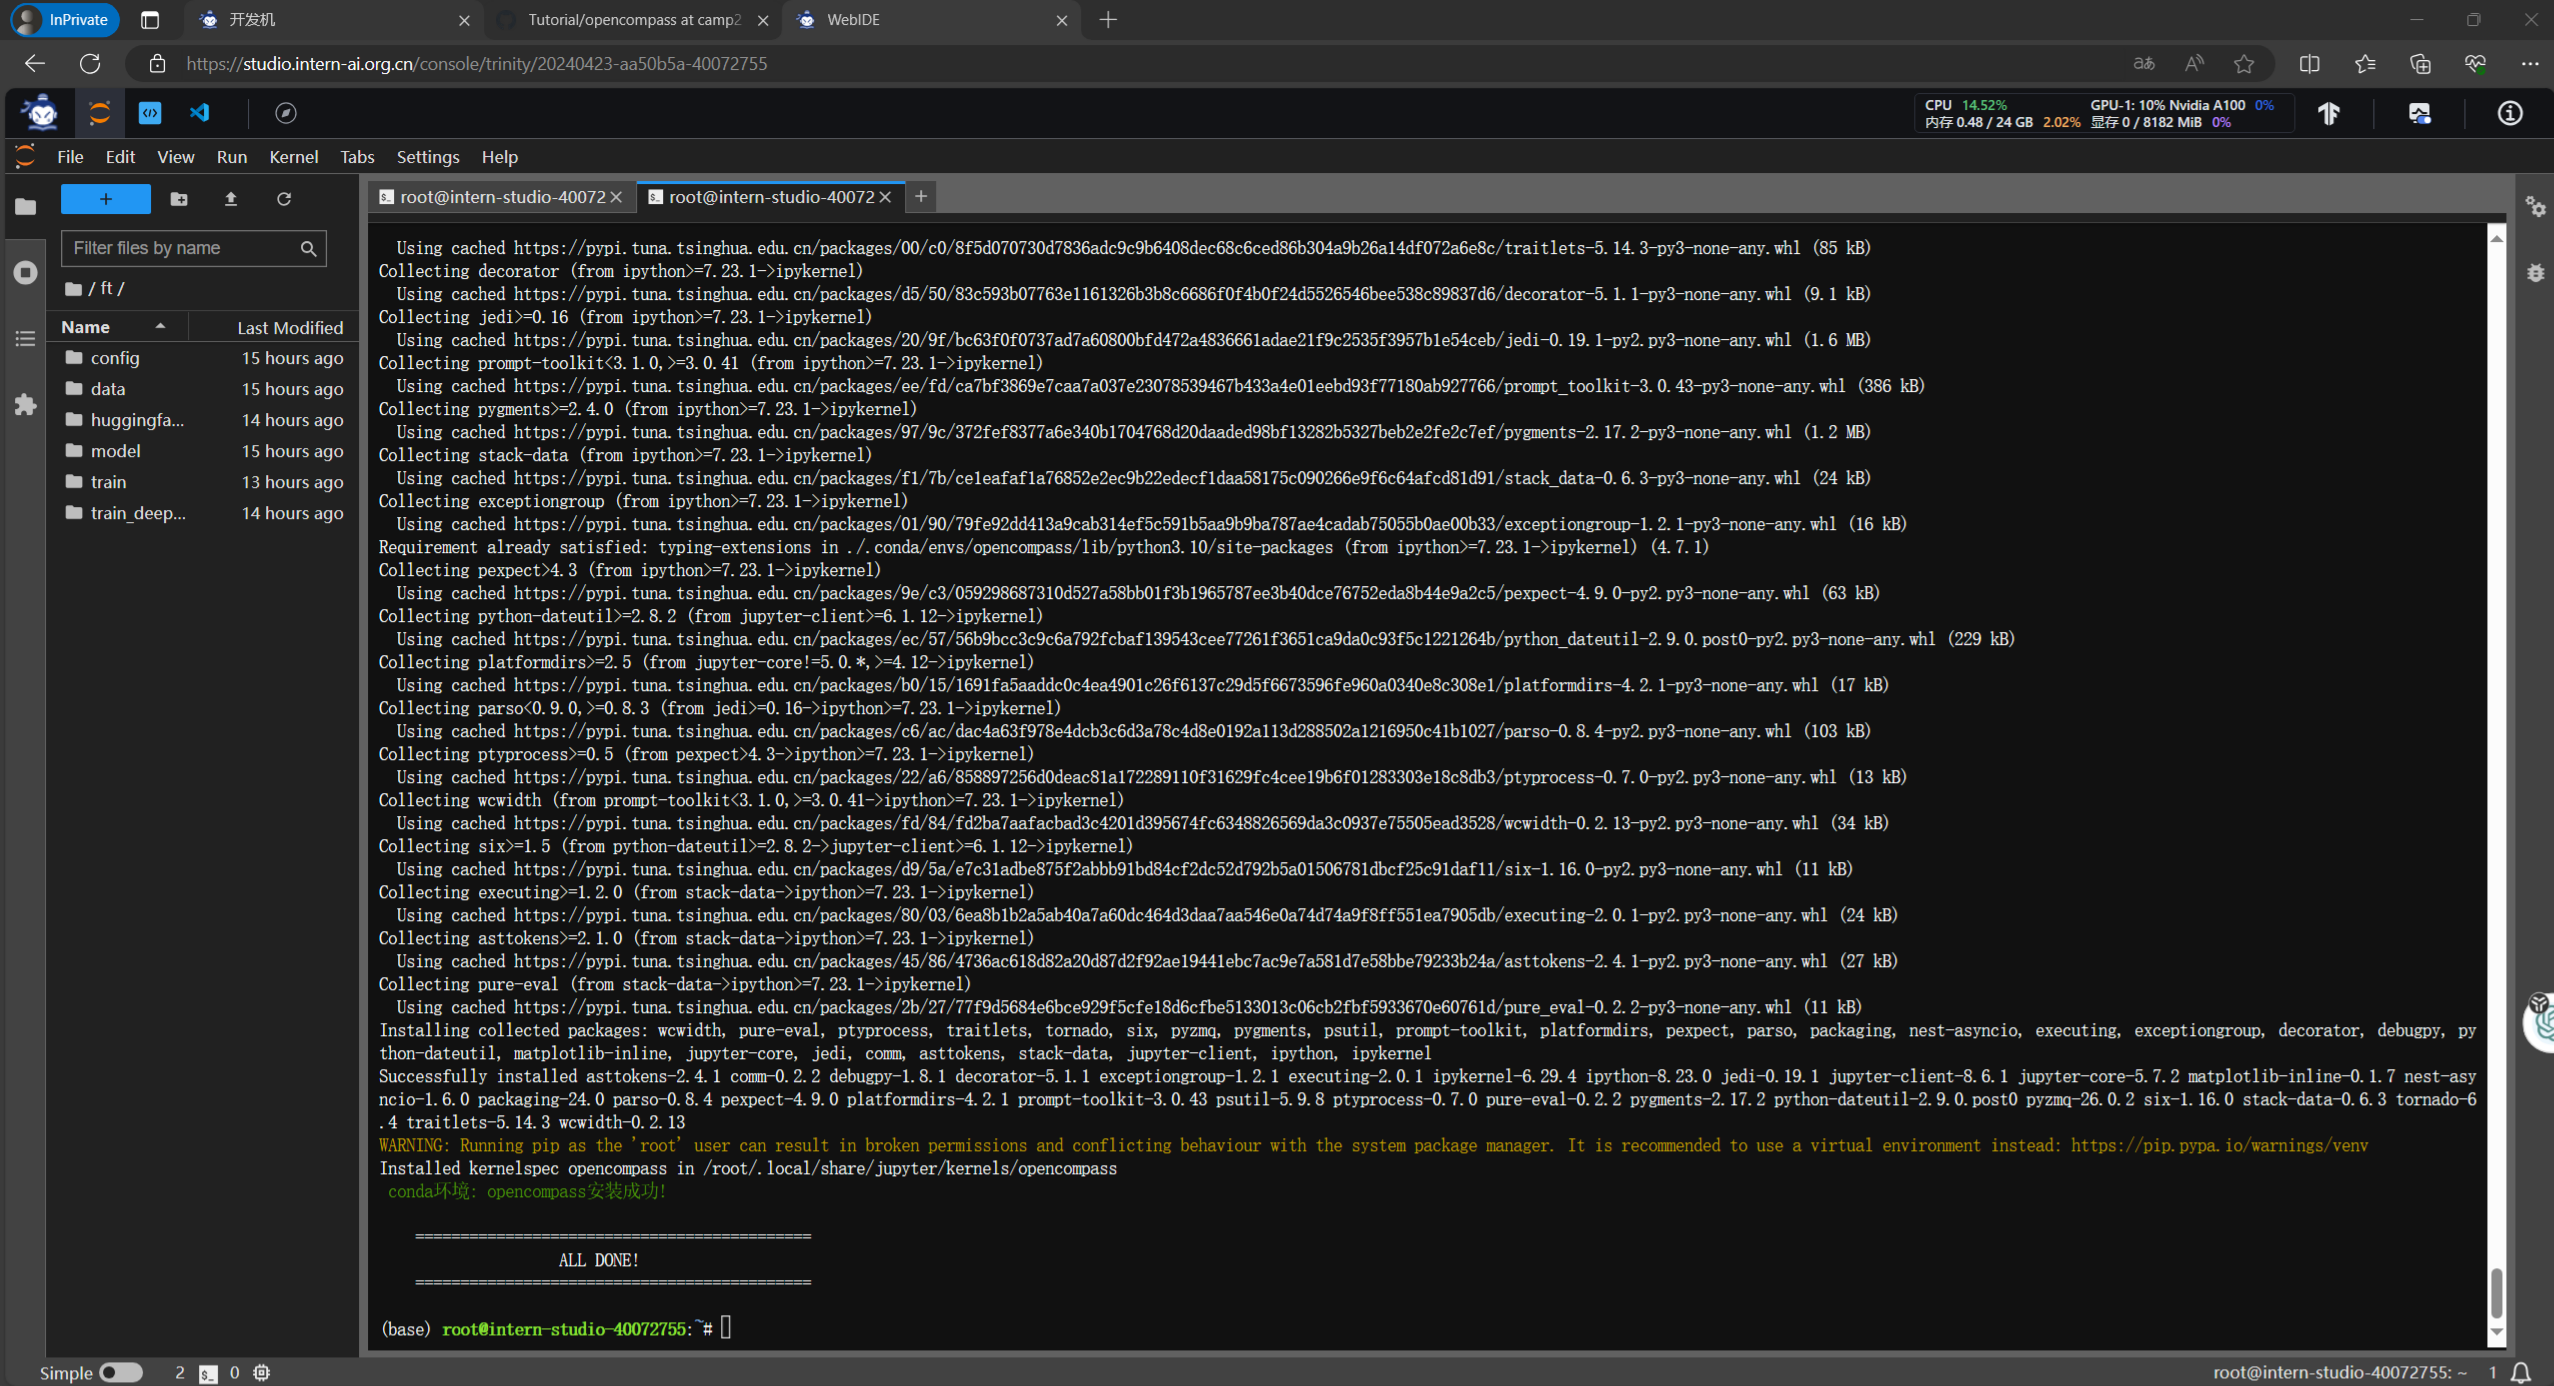 InPrivate
开发机
Tutorial/opencompass at camp2
WebIDE
https://studio.intern-ai.org.cn/console/trinity/20240423-aa50b5a-40072755
CPU 14.52% GPU-1: 10% Nvidia A100 0%
内存 0.48 / 24 GB 2.02% 显存 0 / 8182 MiB 0%
File Edit View Run Kernel Tabs Settings Help
root@intern-studio-40072
root@intern-studio-40072
Filter files by name
/ ft /
Name Last Modified
config 15 hours ago
data 15 hours ago
huggingfa... 14 hours ago
model 15 hours ago
train 13 hours ago
train_deep... 14 hours ago
Using cached https://pypi.tuna.tsinghua.edu.cn/packages/00/c0/8f5d070730d7836adc9c9b6408dec68c6ced86b304a9b26a14df072a6e8c/traitlets-5.14.3-py3-none-any.whl (85 kB)
Collecting decorator (from ipython>=7.23.1->ipykernel)
Using cached https://pypi.tuna.tsinghua.edu.cn/packages/d5/50/83c593b07763e1161326b3b8c6686f0f4b0f24d5526546bee538c89837d6/decorator-5.1.1-py3-none-any.whl (9.1 kB)
Collecting jedi>=0.16 (from ipython>=7.23.1->ipykernel)
Using cached https://pypi.tuna.tsinghua.edu.cn/packages/20/9f/bc63f0f0737ad7a60800bfd472a4836661adae21f9c2535f3957b1e54ceb/jedi-0.19.1-py2.py3-none-any.whl (1.6 MB)
Collecting prompt-toolkit<3.1.0,>=3.0.41 (from ipython>=7.23.1->ipykernel)
Using cached https://pypi.tuna.tsinghua.edu.cn/packages/ee/fd/ca7bf3869e7caa7a037e23078539467b433a4e01eebd93f77180ab927766/prompt_toolkit-3.0.43-py3-none-any.whl (386 kB)
Collecting pygments>=2.4.0 (from ipython>=7.23.1->ipykernel)
Using cached https://pypi.tuna.tsinghua.edu.cn/packages/97/9c/372fef8377a6e340b1704768d20daaded98bf13282b5327beb2e2fe2c7ef/pygments-2.17.2-py3-none-any.whl (1.2 MB)
Collecting stack-data (from ipython>=7.23.1->ipykernel)
Using cached https://pypi.tuna.tsinghua.edu.cn/packages/f1/7b/ce1eafaf1a76852e2ec9b22edecf1daa58175c090266e9f6c64afcd81d91/stack_data-0.6.3-py3-none-any.whl (24 kB)
Collecting exceptiongroup (from ipython>=7.23.1->ipykernel)
Using cached https://pypi.tuna.tsinghua.edu.cn/packages/01/90/79fe92dd413a9cab314ef5c591b5aa9b9ba787ae4cadab75055b0ae00b33/exceptiongroup-1.2.1-py3-none-any.whl (16 kB)
Requirement already satisfied: typing-extensions in ./.conda/envs/opencompass/lib/python3.10/site-packages (from ipython>=7.23.1->ipykernel) (4.7.1)
Collecting pexpect>4.3 (from ipython>=7.23.1->ipykernel)
Using cached https://pypi.tuna.tsinghua.edu.cn/packages/9e/c3/059298687310d527a58bb01f3b1965787ee3b40dce76752eda8b44e9a2c5/pexpect-4.9.0-py2.py3-none-any.whl (63 kB)
Collecting python-dateutil>=2.8.2 (from jupyter-client>=6.1.12->ipykernel)
Using cached https://pypi.tuna.tsinghua.edu.cn/packages/ec/57/56b9bcc3c9c6a792fcbaf139543cee77261f3651ca9da0c93f5c1221264b/python_dateutil-2.9.0.post0-py2.py3-none-any.whl (229 kB)
Collecting platformdirs>=2.5 (from jupyter-core!=5.0.*,>=4.12->ipykernel)
Using cached https://pypi.tuna.tsinghua.edu.cn/packages/b0/15/1691fa5aaddc0c4ea4901c26f6137c29d5f6673596fe960a0340e8c308e1/platformdirs-4.2.1-py3-none-any.whl (17 kB)
Collecting parso<0.9.0,>=0.8.3 (from jedi>=0.16->ipython>=7.23.1->ipykernel)
Using cached https://pypi.tuna.tsinghua.edu.cn/packages/c6/ac/dac4a63f978e4dcb3c6d3a78c4d8e0192a113d288502a1216950c41b1027/parso-0.8.4-py2.py3-none-any.whl (103 kB)
Collecting ptyprocess>=0.5 (from pexpect>4.3->ipython>=7.23.1->ipykernel)
Using cached https://pypi.tuna.tsinghua.edu.cn/packages/22/a6/858897256d0deac81a172289110f31629fc4cee19b6f01283303e18c8db3/ptyprocess-0.7.0-py2.py3-none-any.whl (13 kB)
Collecting wcwidth (from prompt-toolkit<3.1.0,>=3.0.41->ipython>=7.23.1->ipykernel)
Using cached https://pypi.tuna.tsinghua.edu.cn/packages/fd/84/fd2ba7aafacbad3c4201d395674fc6348826569da3c0937e75505ead3528/wcwidth-0.2.13-py2.py3-none-any.whl (34 kB)
Collecting six>=1.5 (from python-dateutil>=2.8.2->jupyter-client>=6.1.12->ipykernel)
Using cached https://pypi.tuna.tsinghua.edu.cn/packages/d9/5a/e7c31adbe875f2abbb91bd84cf2dc52d792b5a01506781dbcf25c91daf11/six-1.16.0-py2.py3-none-any.whl (11 kB)
Collecting executing>=1.2.0 (from stack-data->ipython>=7.23.1->ipykernel)
Using cached https://pypi.tuna.tsinghua.edu.cn/packages/80/03/6ea8b1b2a5ab40a7a60dc464d3daa7aa546e0a74d74a9f8ff551ea7905db/executing-2.0.1-py2.py3-none-any.whl (24 kB)
Collecting asttokens>=2.1.0 (from stack-data->ipython>=7.23.1->ipykernel)
Using cached https://pypi.tuna.tsinghua.edu.cn/packages/45/86/4736ac618d82a20d87d2f92ae19441ebc7ac9e7a581d7e58bbe79233b24a/asttokens-2.4.1-py2.py3-none-any.whl (27 kB)
Collecting pure-eval (from stack-data->ipython>=7.23.1->ipykernel)
Using cached https://pypi.tuna.tsinghua.edu.cn/packages/2b/27/77f9d5684e6bce929f5cfe18d6cfbe5133013c06cb2fbf5933670e60761d/pure_eval-0.2.2-py3-none-any.whl (11 kB)
Installing collected packages: wcwidth, pure-eval, ptyprocess, traitlets, tornado, six, pyzmq, pygments, psutil, prompt-toolkit, platformdirs, pexpect, parso, packaging, nest-asyncio, executing, exceptiongroup, decorator, debugpy, py
thon-dateutil, matplotlib-inline, jupyter-core, jedi, comm, asttokens, stack-data, jupyter-client, ipython, ipykernel
Successfully installed asttokens-2.4.1 comm-0.2.2 debugpy-1.8.1 decorator-5.1.1 exceptiongroup-1.2.1 executing-2.0.1 ipykernel-6.29.4 ipython-8.23.0 jedi-0.19.1 jupyter-client-8.6.1 jupyter-core-5.7.2 matplotlib-inline-0.1.7 nest-asy
ncio-1.6.0 packaging-24.0 parso-0.8.4 pexpect-4.9.0 platformdirs-4.2.1 prompt-toolkit-3.0.43 psutil-5.9.8 ptyprocess-0.7.0 pure-eval-0.2.2 pygments-2.17.2 python-dateutil-2.9.0.post0 pyzmq-26.0.2 six-1.16.0 stack-data-0.6.3 tornado-6
.4 traitlets-5.14.3 wcwidth-0.2.13
WARNING: Running pip as the 'root' user can result in broken permissions and conflicting behaviour with the system package manager. It is recommended to use a virtual environment instead: https://pip.pypa.io/warnings/venv
Installed kernelspec opencompass in /root/.local/share/jupyter/kernels/opencompass
conda环境: opencompass安装成功!
============================================
ALL DONE!
============================================
(base) root@intern-studio-40072755:~#
Simple 2 0 root@intern-studio-40072755: ~ 1